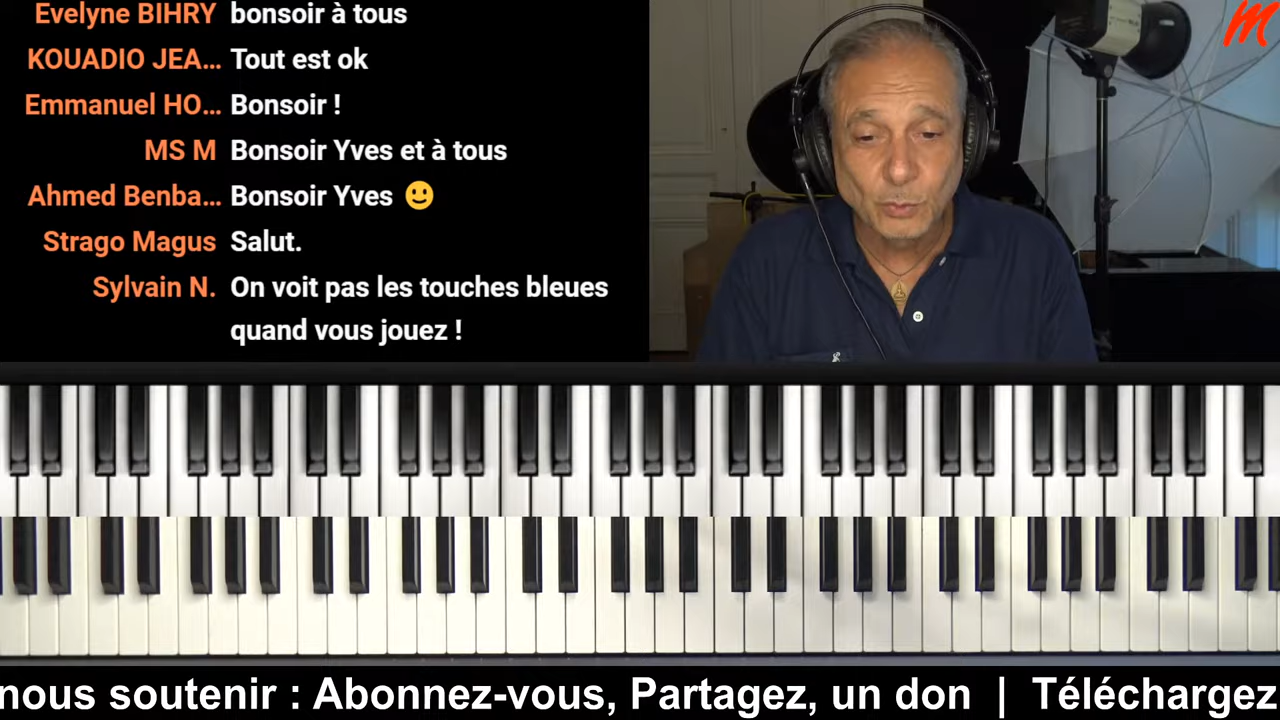 Evelyne BIHRY bonsoir à tous
KOUADIO JEA... Tout est ok
Emmanuel HO... Bonsoir !
MS M Bonsoir Yves et à tous
Ahmed Benba... Bonsoir Yves 🙂
Strago Magus Salut.
Sylvain N. On voit pas les touches bleues
quand vous jouez !
M
nous soutenir : Abonnez-vous, Partagez, un don | Téléchargez